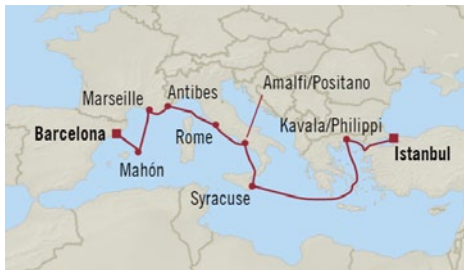 Amalfi/Positano
Antibes
Marseille
Kavala/Philippi
Barcelona
Rome
Istanbul
Mahón
Syracuse